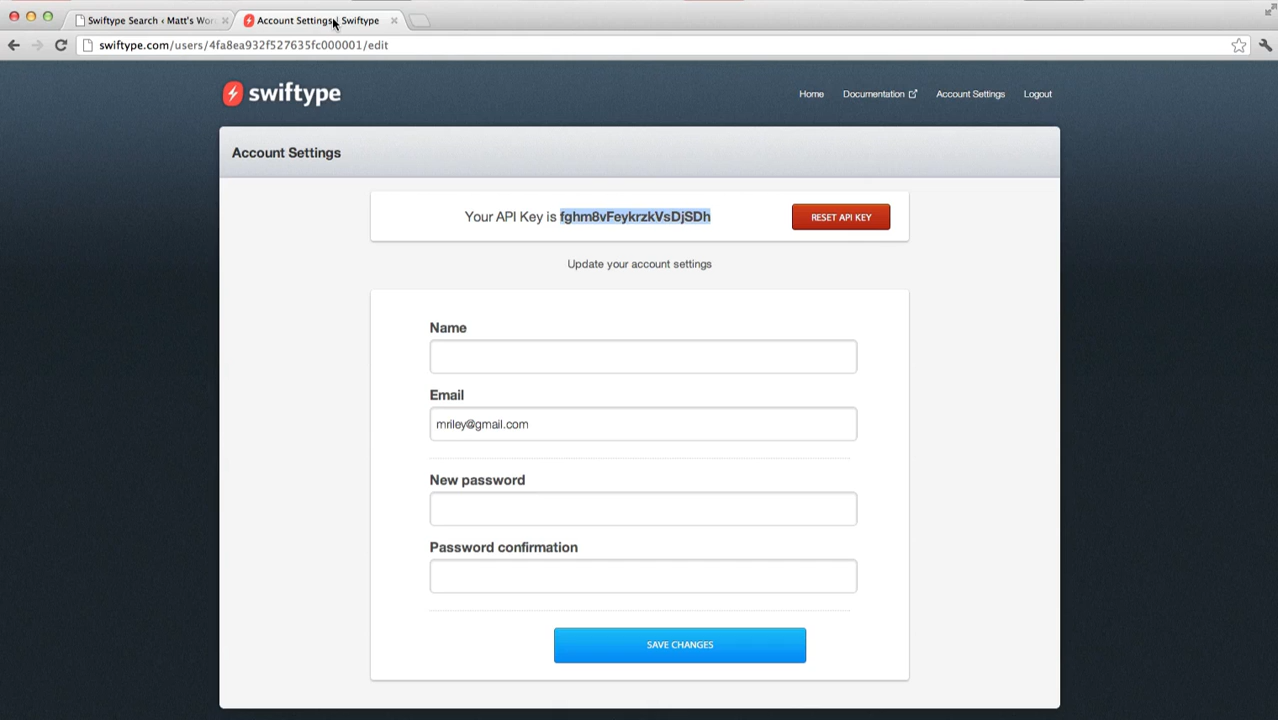 Swiftype Search ‹ Matt's Wor
Account Settings | Swiftype
swiftype.com/users/4fa8ea932f527635fc000001/edit
swiftype
Home
Documentation
Account Settings
Logout
Account Settings
Your API Key is fghm8vFeykrzkVsDjSDh
RESET API KEY
Update your account settings
Name
Email
mriley@gmail.com
New password
Password confirmation
SAVE CHANGES